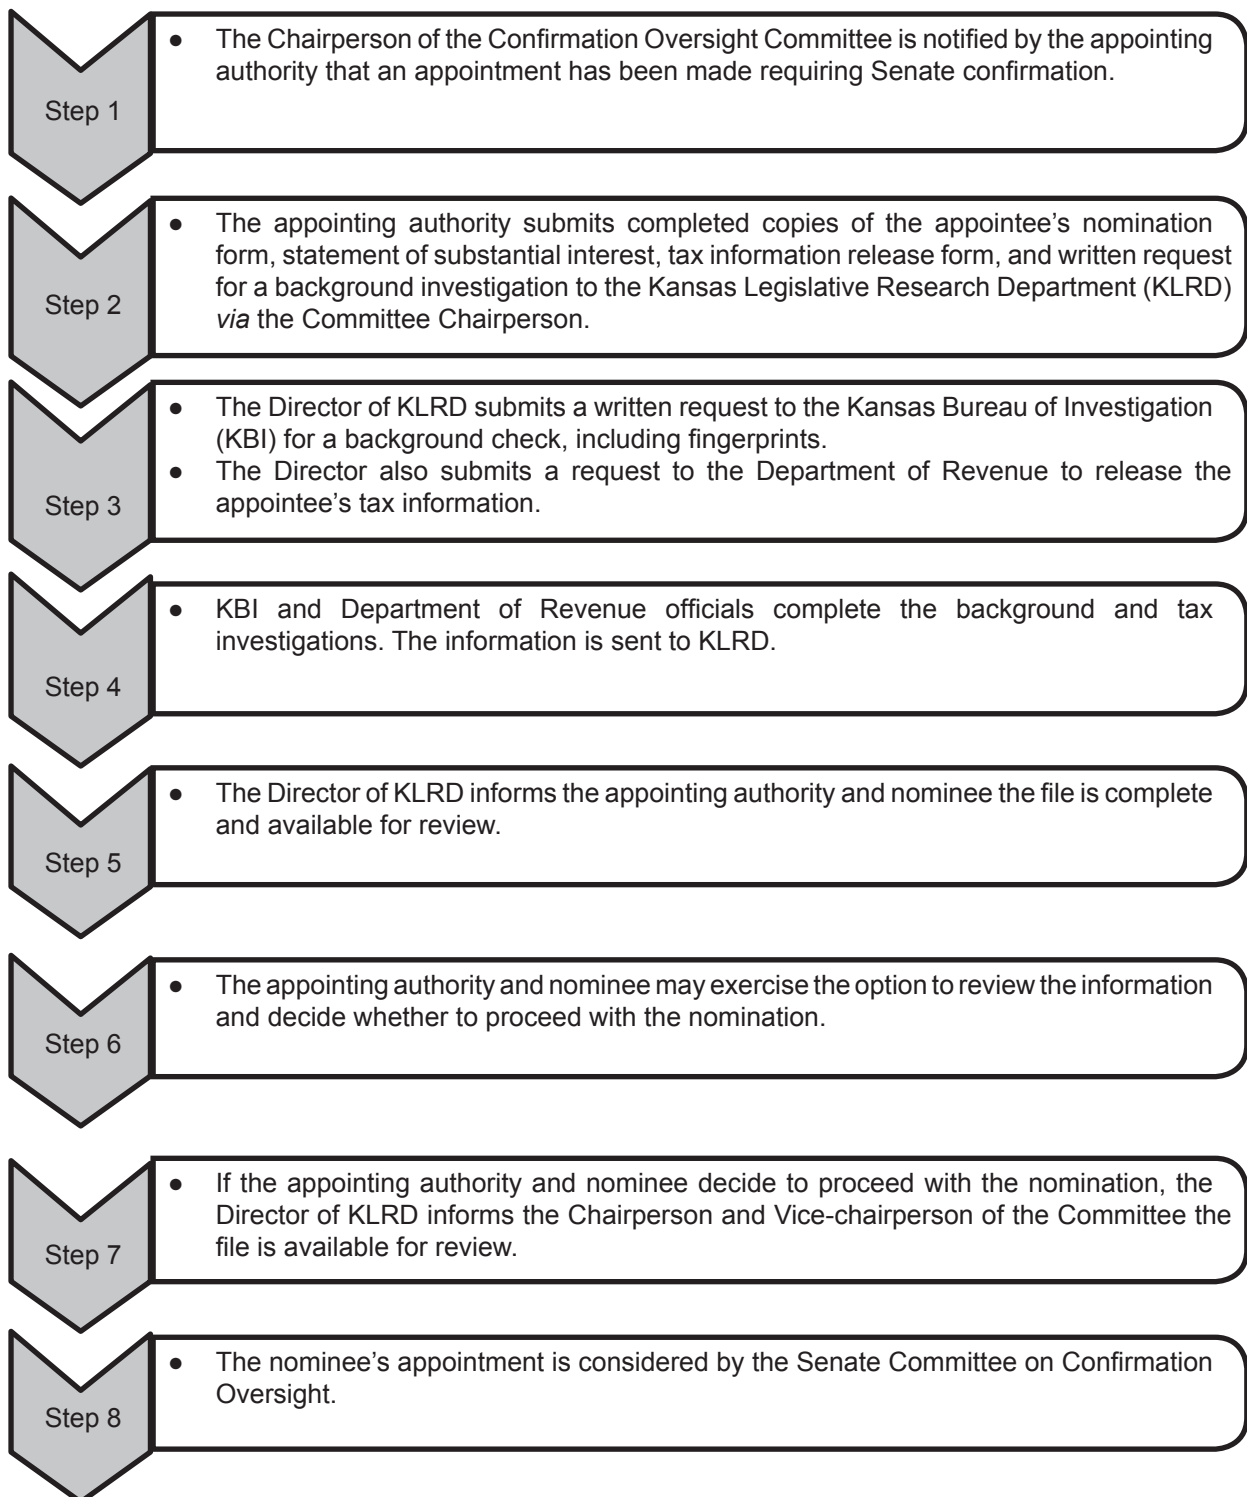 Step 1
● The Chairperson of the Confirmation Oversight Committee is notified by the appointing
authority that an appointment has been made requiring Senate confirmation.
Step 2
● The appointing authority submits completed copies of the appointee’s nomination
form, statement of substantial interest, tax information release form, and written request
for a background investigation to the Kansas Legislative Research Department (KLRD)
via the Committee Chairperson.
Step 3
● The Director of KLRD submits a written request to the Kansas Bureau of Investigation
(KBI) for a background check, including fingerprints.
● The Director also submits a request to the Department of Revenue to release the
appointee’s tax information.
Step 4
● KBI and Department of Revenue officials complete the background and tax
investigations. The information is sent to KLRD.
Step 5
● The Director of KLRD informs the appointing authority and nominee the file is complete
and available for review.
Step 6
● The appointing authority and nominee may exercise the option to review the information
and decide whether to proceed with the nomination.
Step 7
● If the appointing authority and nominee decide to proceed with the nomination, the
Director of KLRD informs the Chairperson and Vice-chairperson of the Committee the
file is available for review.
Step 8
● The nominee’s appointment is considered by the Senate Committee on Confirmation
Oversight.